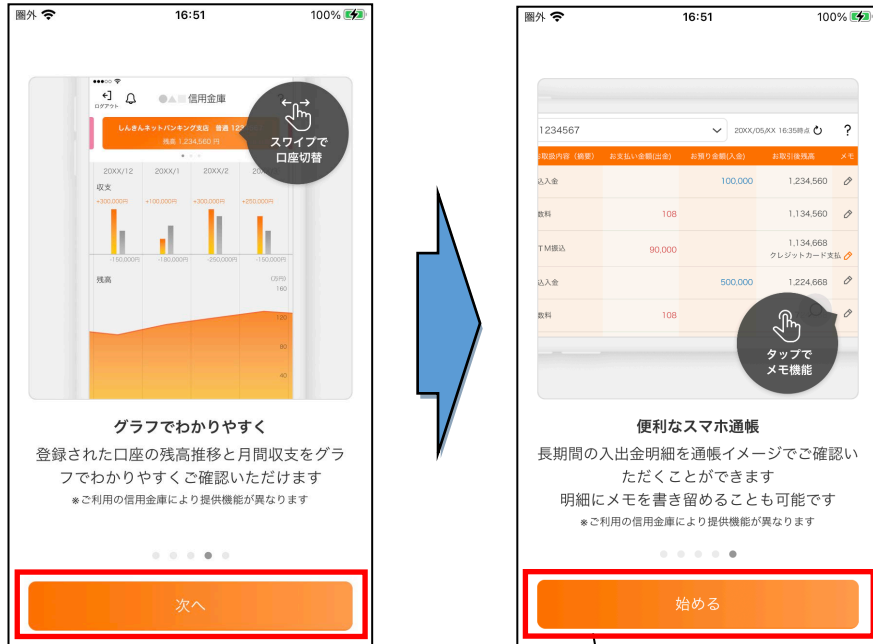 圏外 16:51 100%
ログアウト
信用金庫
しんきんネットバンキング支店 普通 12
残高 1,234,560 円
スワイプで
口座切替
20XX/12 20XX/1 20XX/2
収支
+300,000円 +100,000円 +300,000円 +250,000円
-150,000円 -180,000円 -250,000円 -150,000円
残高 (万円)
160
120
80
40
グラフでわかりやすく
登録された口座の残高推移と月間収支をグラ
フでわかりやすくご確認いただけます
※ご利用の信用金庫により提供機能が異なります
次へ
圏外 16:51 100%
1234567 20XX/05/XX 16:35時点 ?
お取扱内容（摘要） お支払い金額(出金) お預り金額(入金) お取引後残高 メモ
込入金 100,000 1,234,560
数料 108 1,134,560
TM振込 90,000 1,134,668
クレジットカード支払
込入金 500,000 1,224,668
数料 108
タップで
メモ機能
便利なスマホ通帳
長期間の入出金明細を通帳イメージでご確認い
ただくことができます
明細にメモを書き留めることも可能です
※ご利用の信用金庫により提供機能が異なります
始める